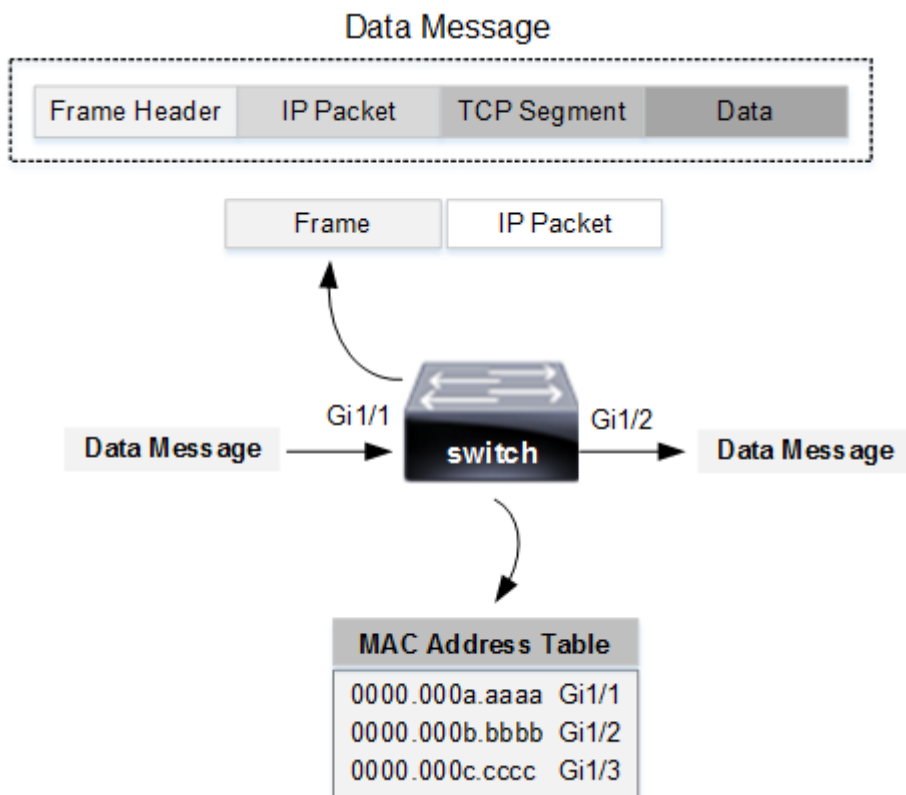 Data Message
Frame Header IP Packet TCP Segment Data
Frame IP Packet
Gi1/1 Gi1/2
Data Message switch Data Message
MAC Address Table
0000.000a.aaaa Gi1/1
0000.000b.bbbb Gi1/2
0000.000c.cccc Gi1/3